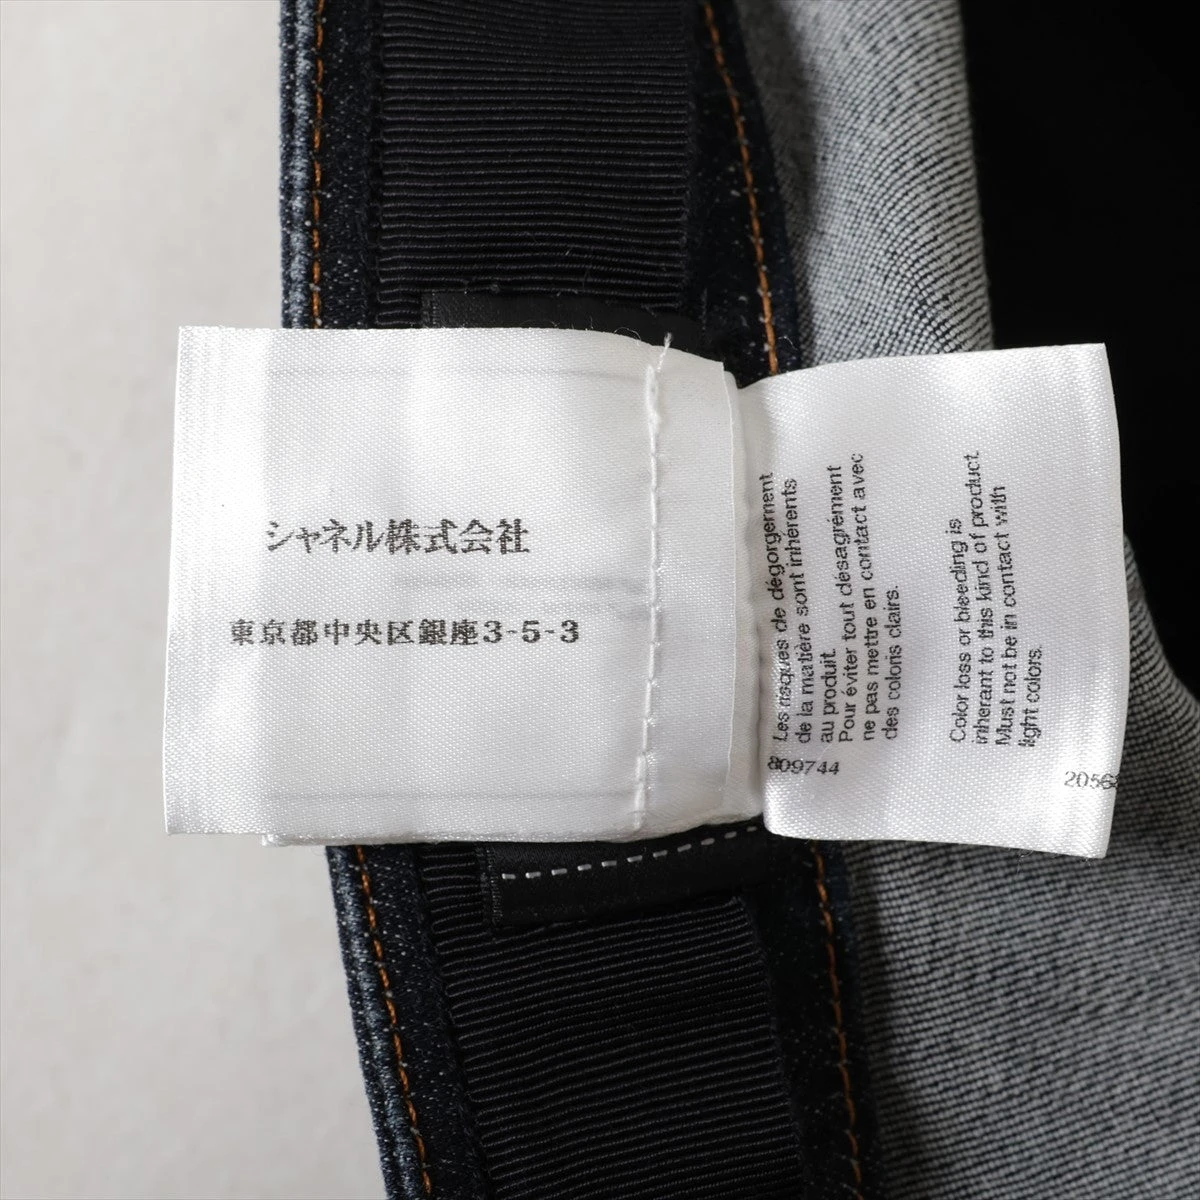 シャネル株式会社
東京都中央区銀座3-5-3
Les risques de dégorgement
de la matière sont inherents
au produit.
Pour éviter tout désagrément
ne pas mettre en contact avec
des coloris clairs.
Color loss or bleeding is
inherant to this kind of product.
Must not be in contact with
light colors.
809744
2056